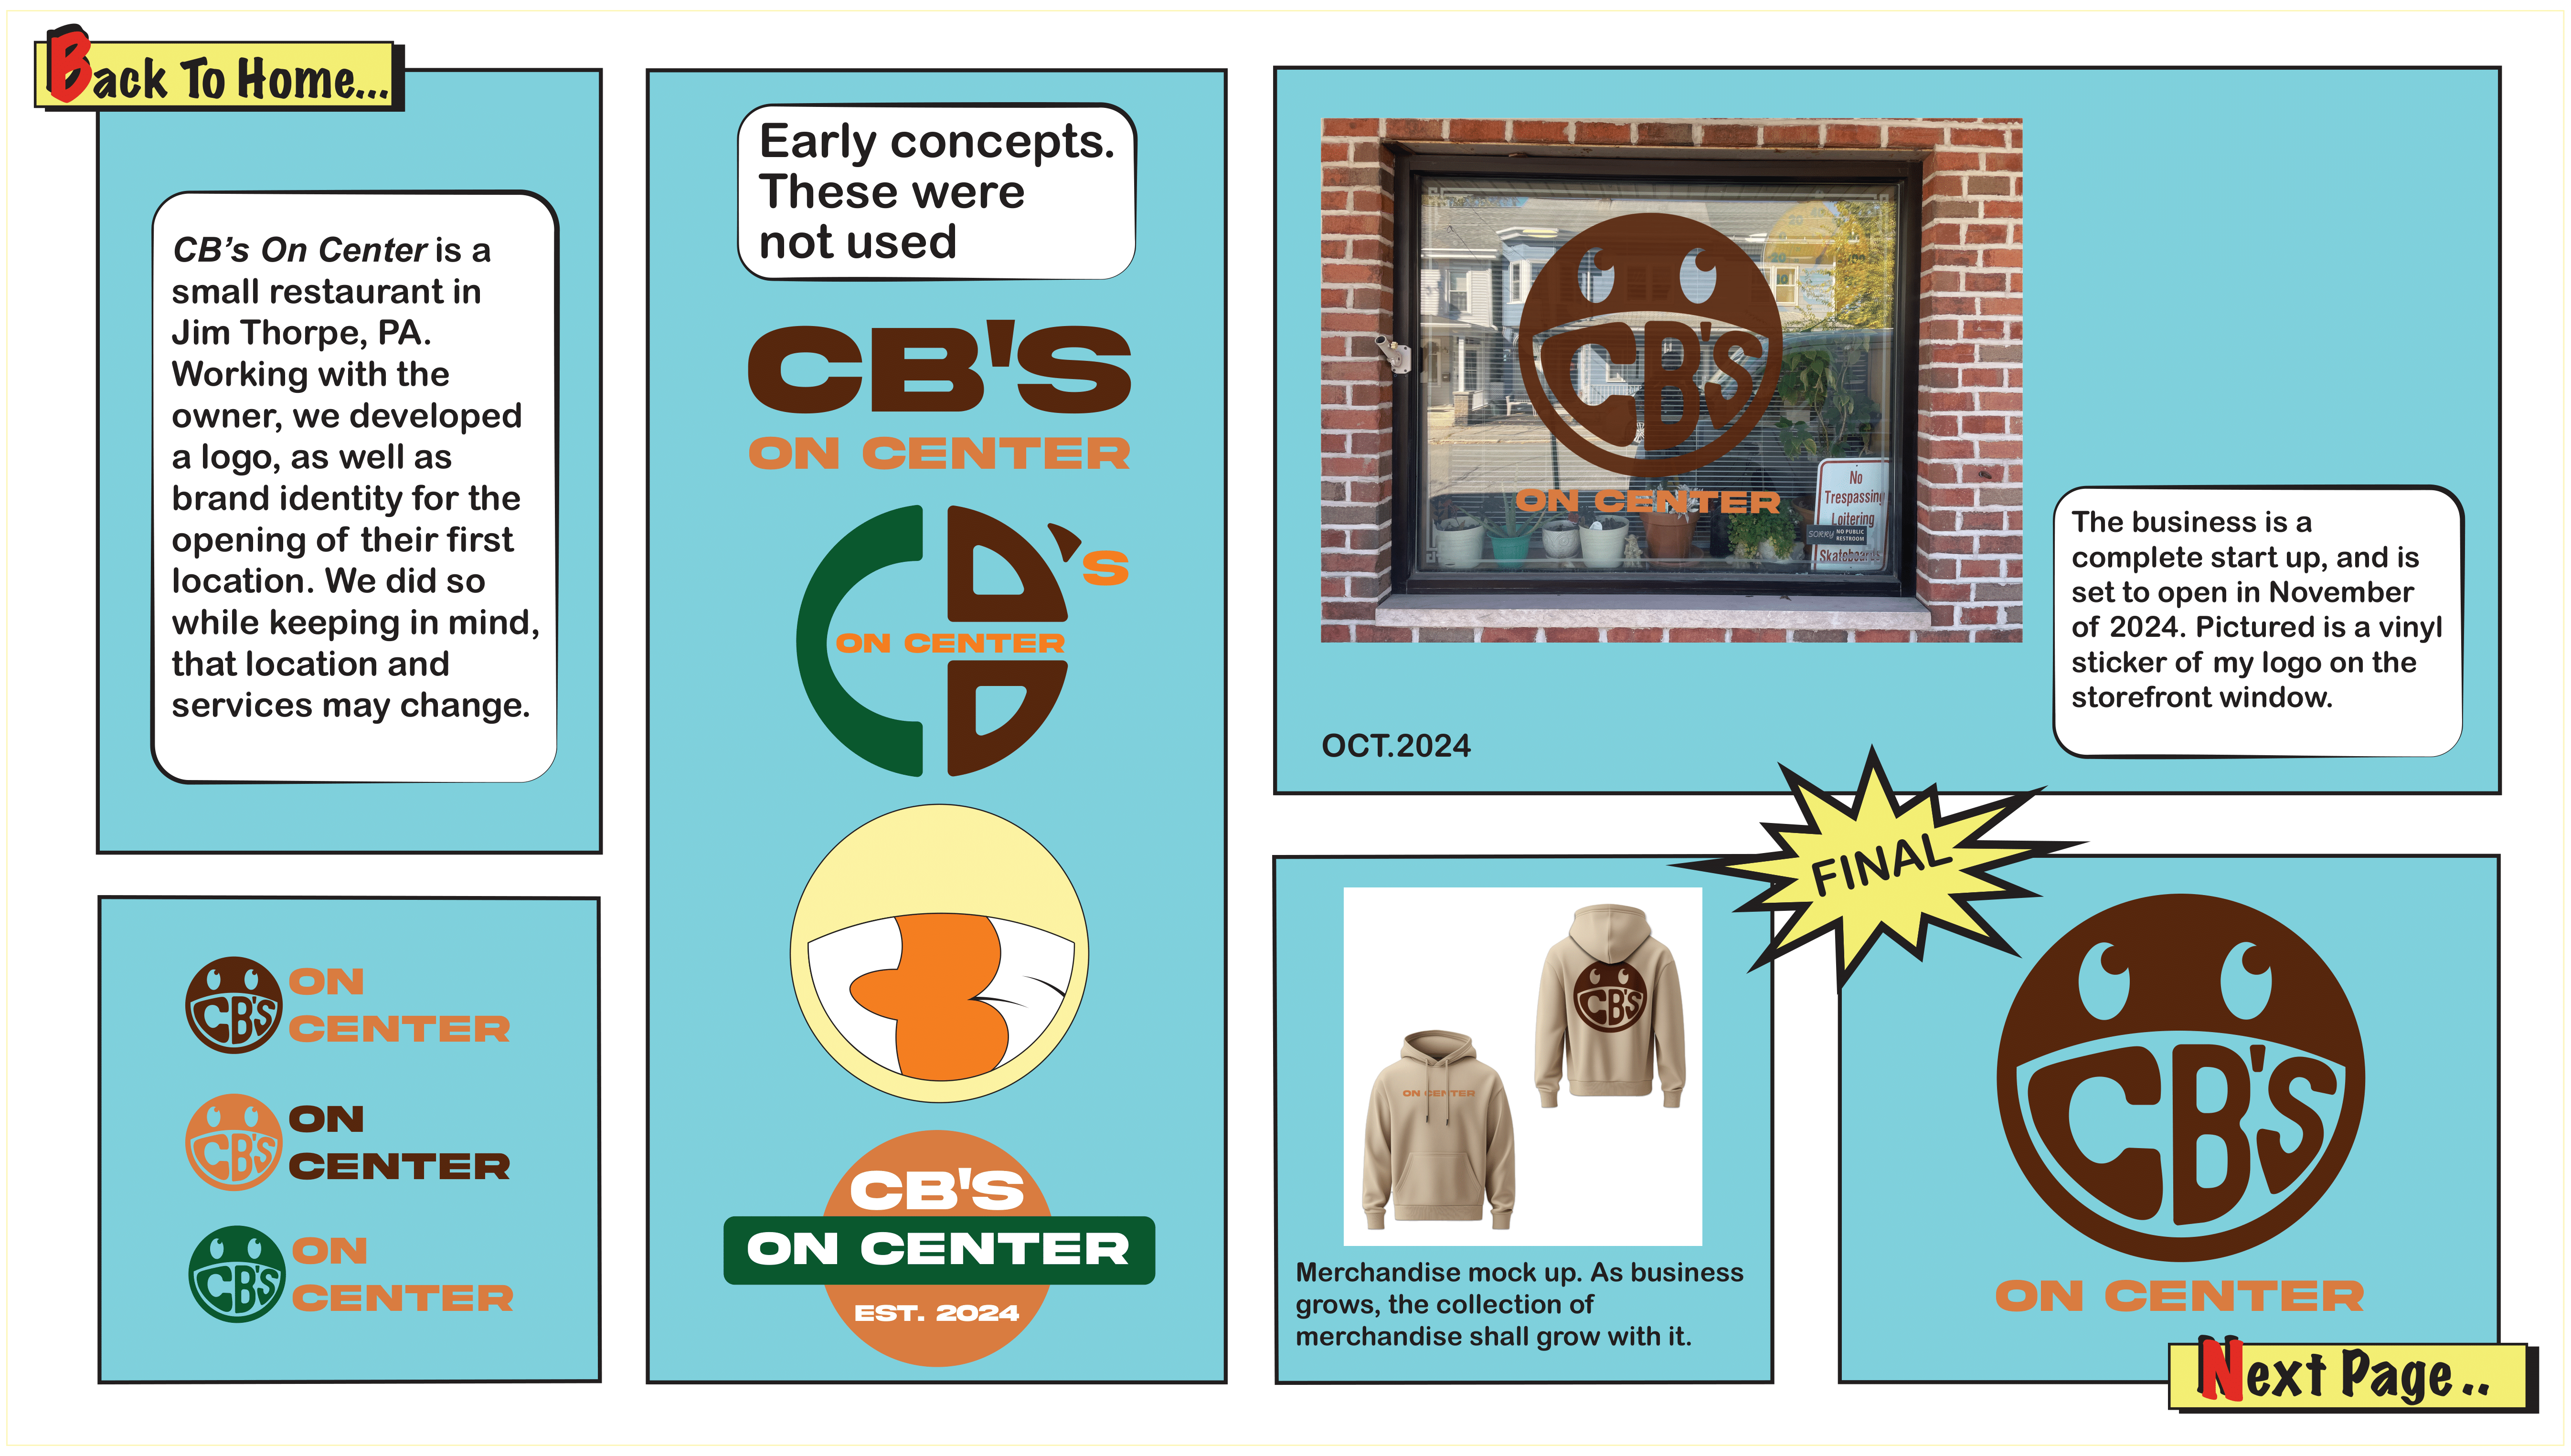 Back To Home...
CB's On Center is a
small restaurant in
Jim Thorpe, PA.
Working with the
owner, we developed
a logo, as well as
brand identity for the
opening of their first
location. We did so
while keeping in mind,
that location and
services may change.
CB'S
ON
CENTER
CB'S
ON
CENTER
CB'S
ON
CENTER
Early concepts.
These were
not used
CB'S
ON CENTER
CB's
ON CENTER
CB'S
ON CENTER
EST. 2024
CB'S
ON CENTER
No
Trespassing
Loitering
SORRY NO PUBLIC
RESTROOM
Skateboards
OCT.2024
The business is a
complete start up, and is
set to open in November
of 2024. Pictured is a vinyl
sticker of my logo on the
storefront window.
CB'S
ON CENTER
Merchandise mock up. As business
grows, the collection of
merchandise shall grow with it.
FINAL
CB'S
ON CENTER
Next Page ..